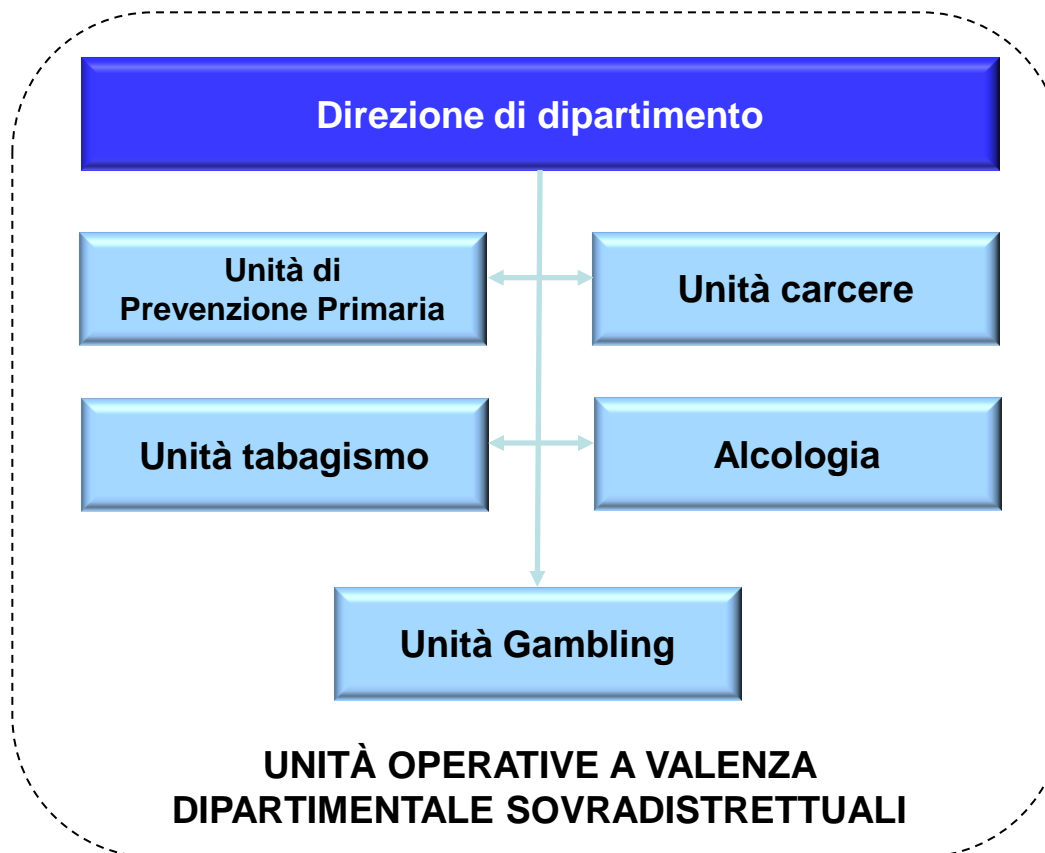 Direzione di dipartimento
Unità di
Prevenzione Primaria
Unità carcere
Unità tabagismo
Alcologia
Unità Gambling
UNITÀ OPERATIVE A VALENZA
DIPARTIMENTALE SOVRADISTRETTUALI